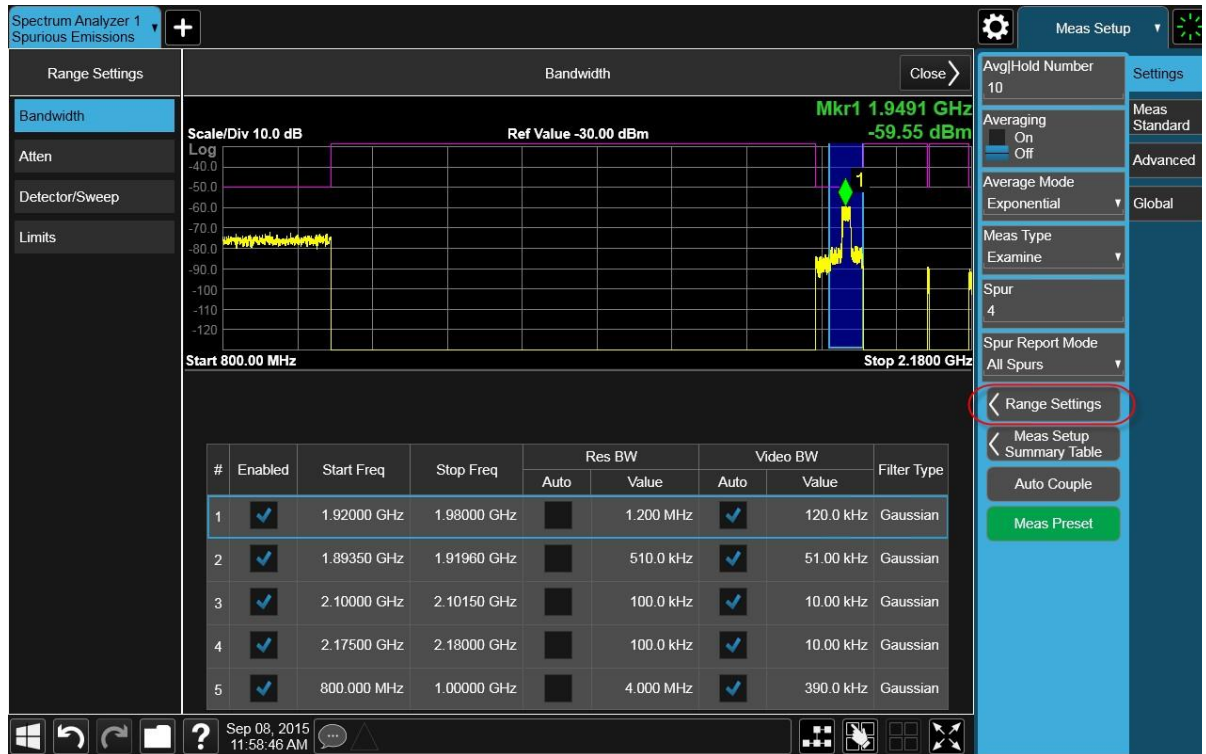 Spectrum Analyzer 1
Spurious Emissions
Meas Setup
Range Settings
Bandwidth
Atten
Detector/Sweep
Limits
Bandwidth
Close
Mkr1 1.9491 GHz
-59.55 dBm
Scale/Div 10.0 dB
Ref Value -30.00 dBm
Log
-40.0
-50.0
-60.0
-70.0
-80.0
-90.0
-100
-110
-120
1
Start 800.00 MHz
Stop 2.1800 GHz
# Enabled Start Freq Stop Freq Res BW Video BW Filter Type
Auto Value Auto Value
1 1.92000 GHz 1.98000 GHz 1.200 MHz 120.0 kHz Gaussian
2 1.89350 GHz 1.91960 GHz 510.0 kHz 51.00 kHz Gaussian
3 2.10000 GHz 2.10150 GHz 100.0 kHz 10.00 kHz Gaussian
4 2.17500 GHz 2.18000 GHz 100.0 kHz 10.00 kHz Gaussian
5 800.000 MHz 1.00000 GHz 4.000 MHz 390.0 kHz Gaussian
Avg|Hold Number
10
Averaging
On
Off
Average Mode
Exponential
Meas Type
Examine
Spur
4
Spur Report Mode
All Spurs
Range Settings
Meas Setup
Summary Table
Auto Couple
Meas Preset
Settings
Meas
Standard
Advanced
Global
?
Sep 08, 2015
11:58:46 AM